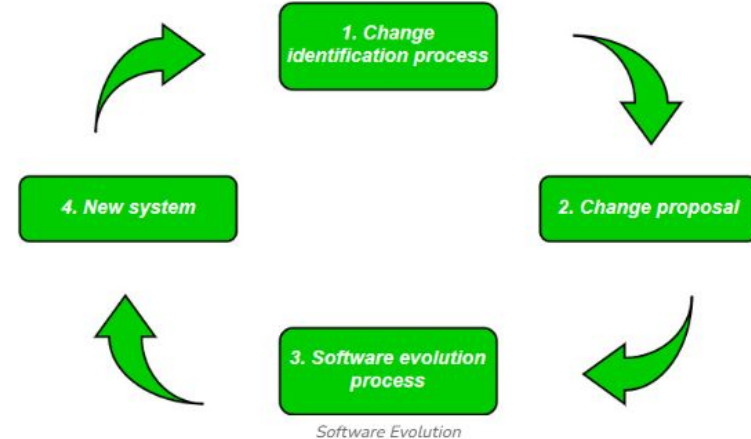 1. Change
identification process
2. Change proposal
3. Software evolution
process
4. New system
Software Evolution